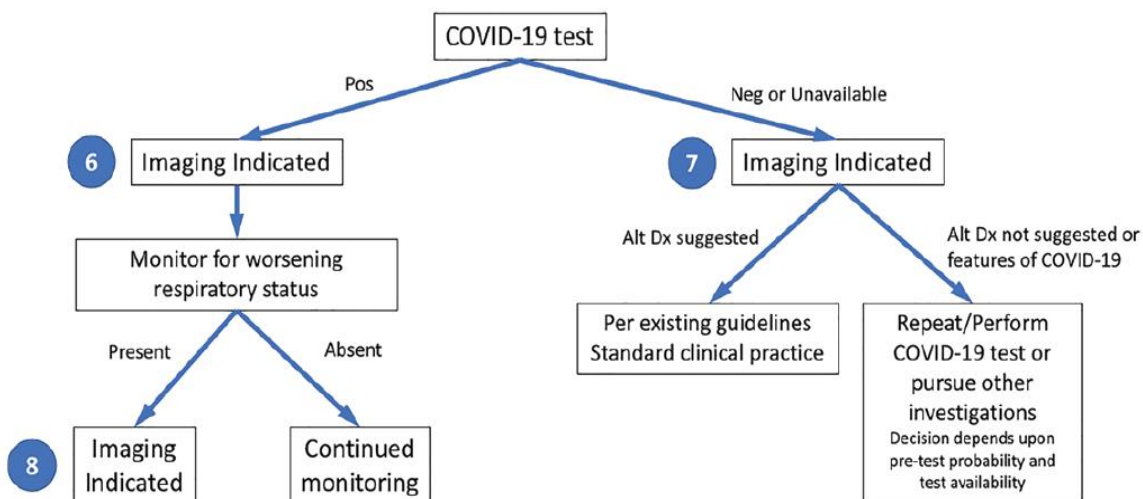 COVID-19 test
Pos
Neg or Unavailable
6
Imaging Indicated
7
Imaging Indicated
Monitor for worsening
respiratory status
Alt Dx suggested
Alt Dx not suggested or
features of COVID-19
Present
Absent
Per existing guidelines
Standard clinical practice
Repeat/Perform
COVID-19 test or
pursue other
investigations
Decision depends upon
pre-test probability and
test availability
8
Imaging
Indicated
Continued
monitoring